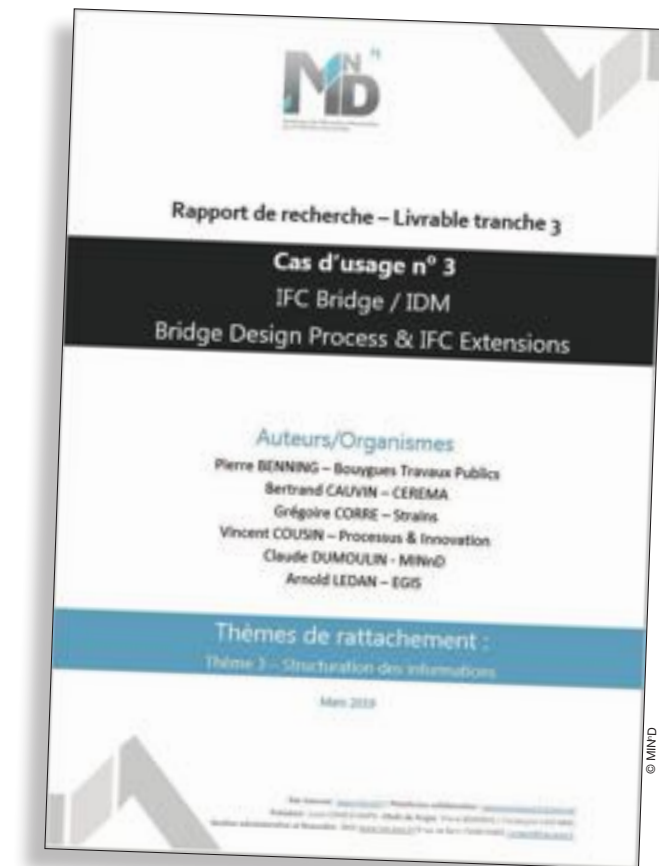 MIN'D
Rapport de recherche – Livrable tranche 3
Cas d'usage n° 3
IFC Bridge / IDM
Bridge Design Process & IFC Extensions
Auteurs/Organismes
Pierre BENNING – Bouygues Travaux Publics
Bertrand CAUVIN – CEREMA
Grégoire CORRE – Strains
Vincent COUSIN – Processus & Innovation
Claude DUMOULIN - MINnD
Arnold LEDAN – EGIS
Thèmes de rattachement :
Thème 3 – Structuration des informations
Mars 2019
© MIN'D